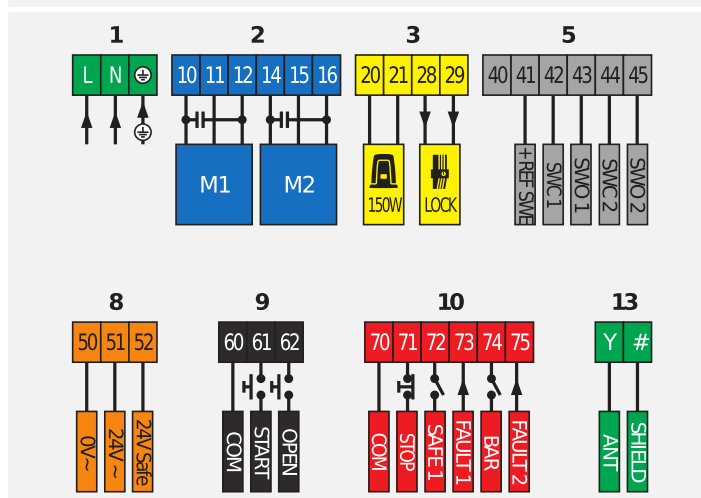 1 2 3 5
L N 10 11 12 14 15 16 20 21 28 29 40 41 42 43 44 45
M1 M2 150W LOCK +REF SWE SWC 1 SWO 1 SWC 2 SWO 2
8 9 10 13
50 51 52 60 61 62 70 71 72 73 74 75 Y #
0V~ 24V~ 24V Safe COM START OPEN COM STOP SAFE 1 FAULT 1 BAR FAULT 2 ANT SHIELD